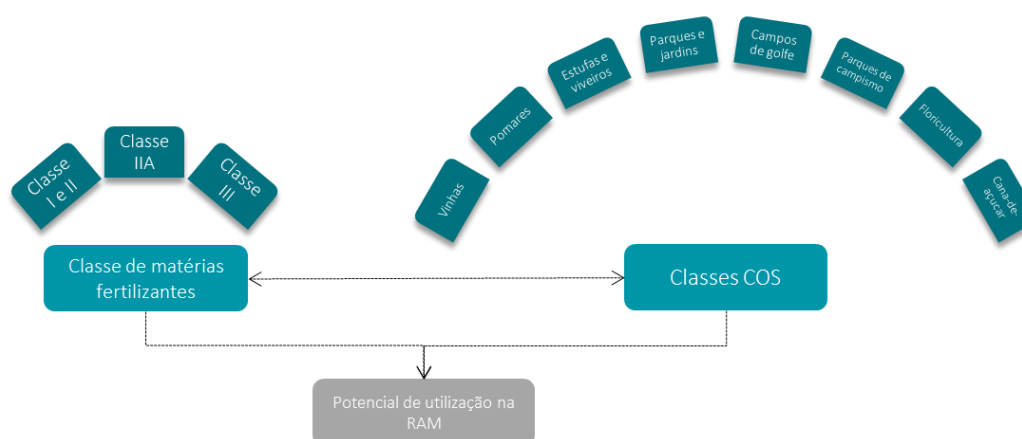 Classe
I e II
Classe
IIA
Classe
III
Classe de matérias
fertilizantes
Vinhas
Pomares
Estufas e
viveiros
Parques e
jardins
Campos
de golfe
Parques de
campismo
Floricultura
Cana-de-
açucar
Classes COS
Potencial de utilização na
RAM